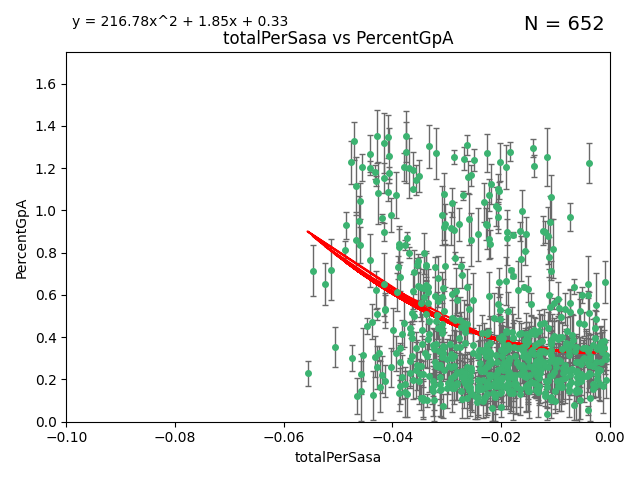 y = 216.78x^2 + 1.85x + 0.33
N = 652
totalPerSasa vs PercentGpA
1.6
1.4
1.2
1.0
0.8
0.6
0.4
0.2
0.0
PercentGpA
−0.10 −0.08 −0.06 −0.04 −0.02 0.00
totalPerSasa